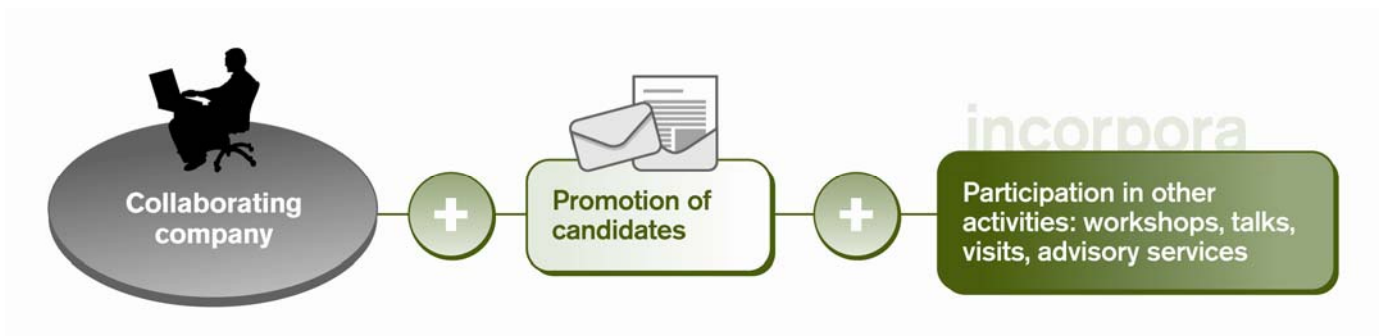 Collaborating
company
Promotion of
candidates
incorpora
Participation in other
activities: workshops, talks,
visits, advisory services